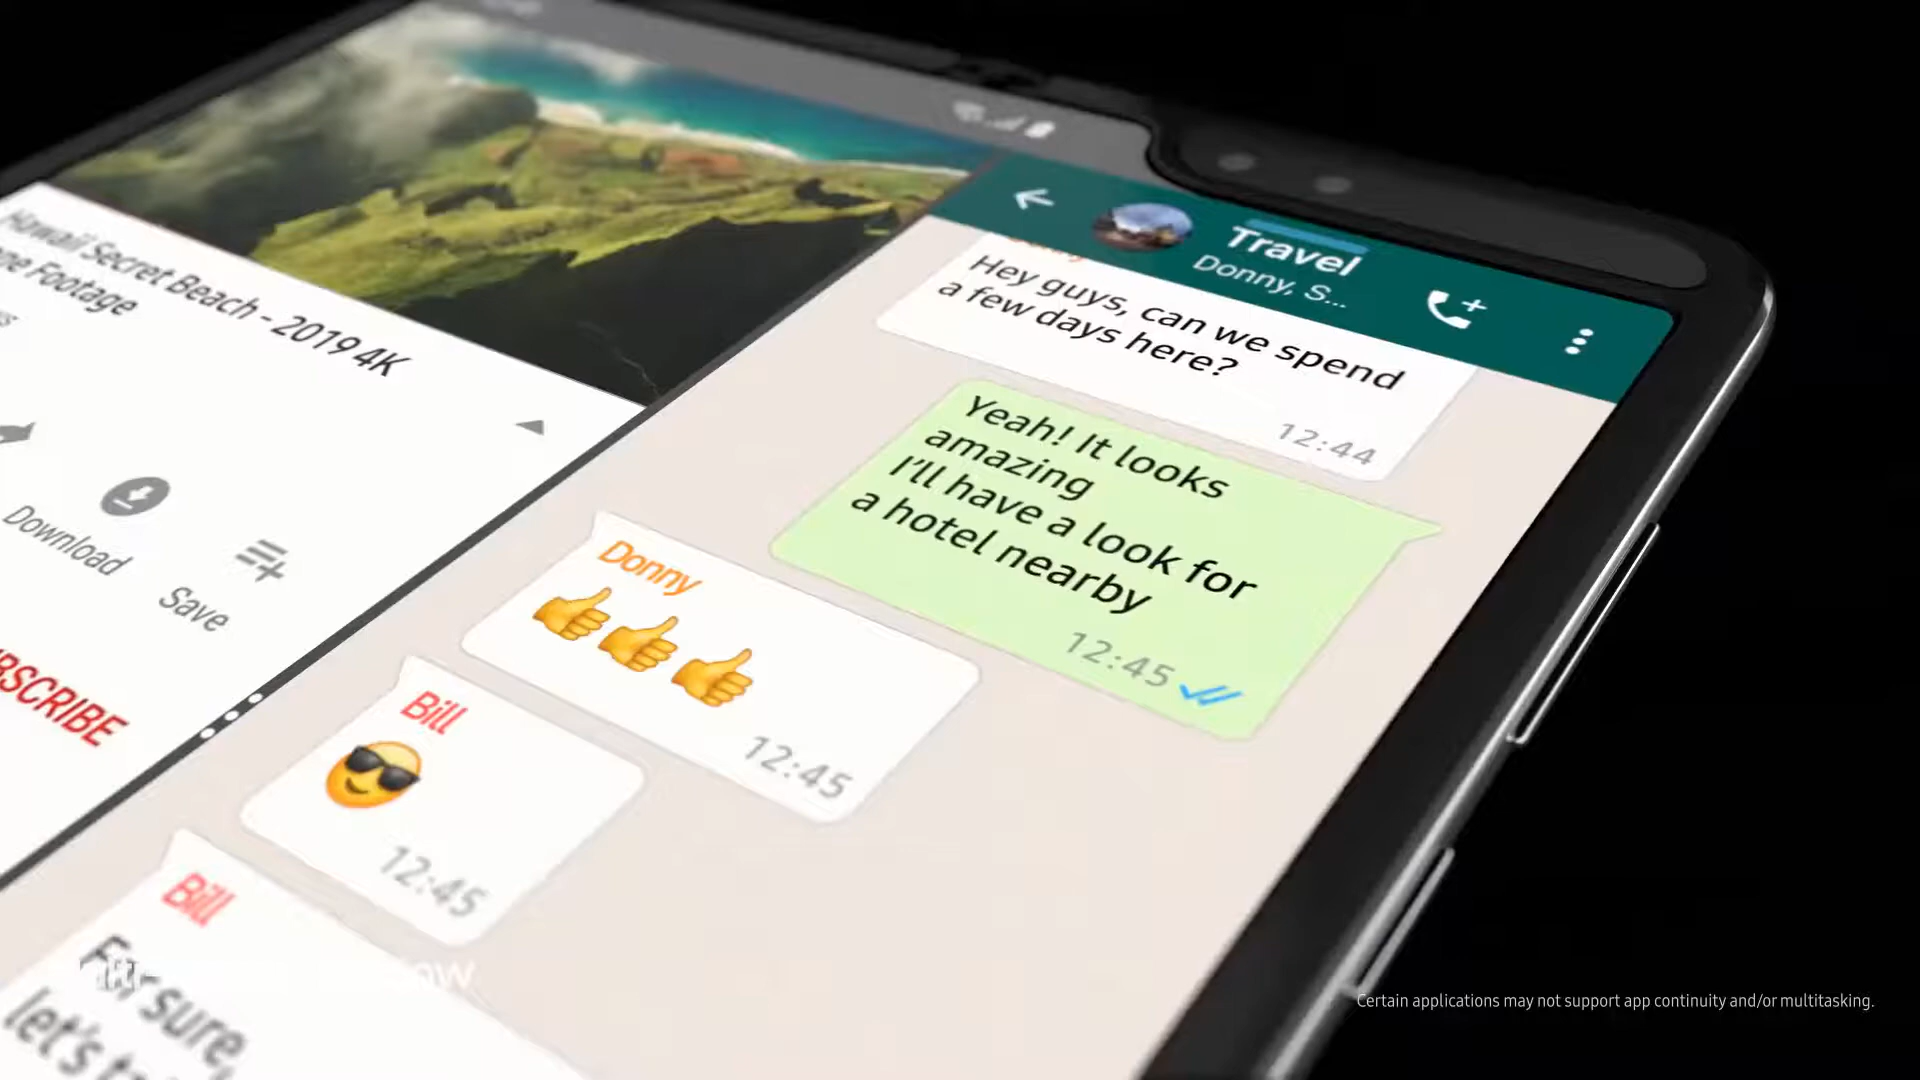 Hawaii Secret Beach - 2019 4K
Footage
Download
Save
Travel
Donny, S...
Hey guys, can we spend
a few days here?
12:44
Yeah! It looks
amazing
I'll have a look for
a hotel nearby
12:45
Donny
👍👍👍
12:45
Bill
😎
12:45
Bill
For sure,
let's
Certain applications may not support app continuity and/or multitasking.